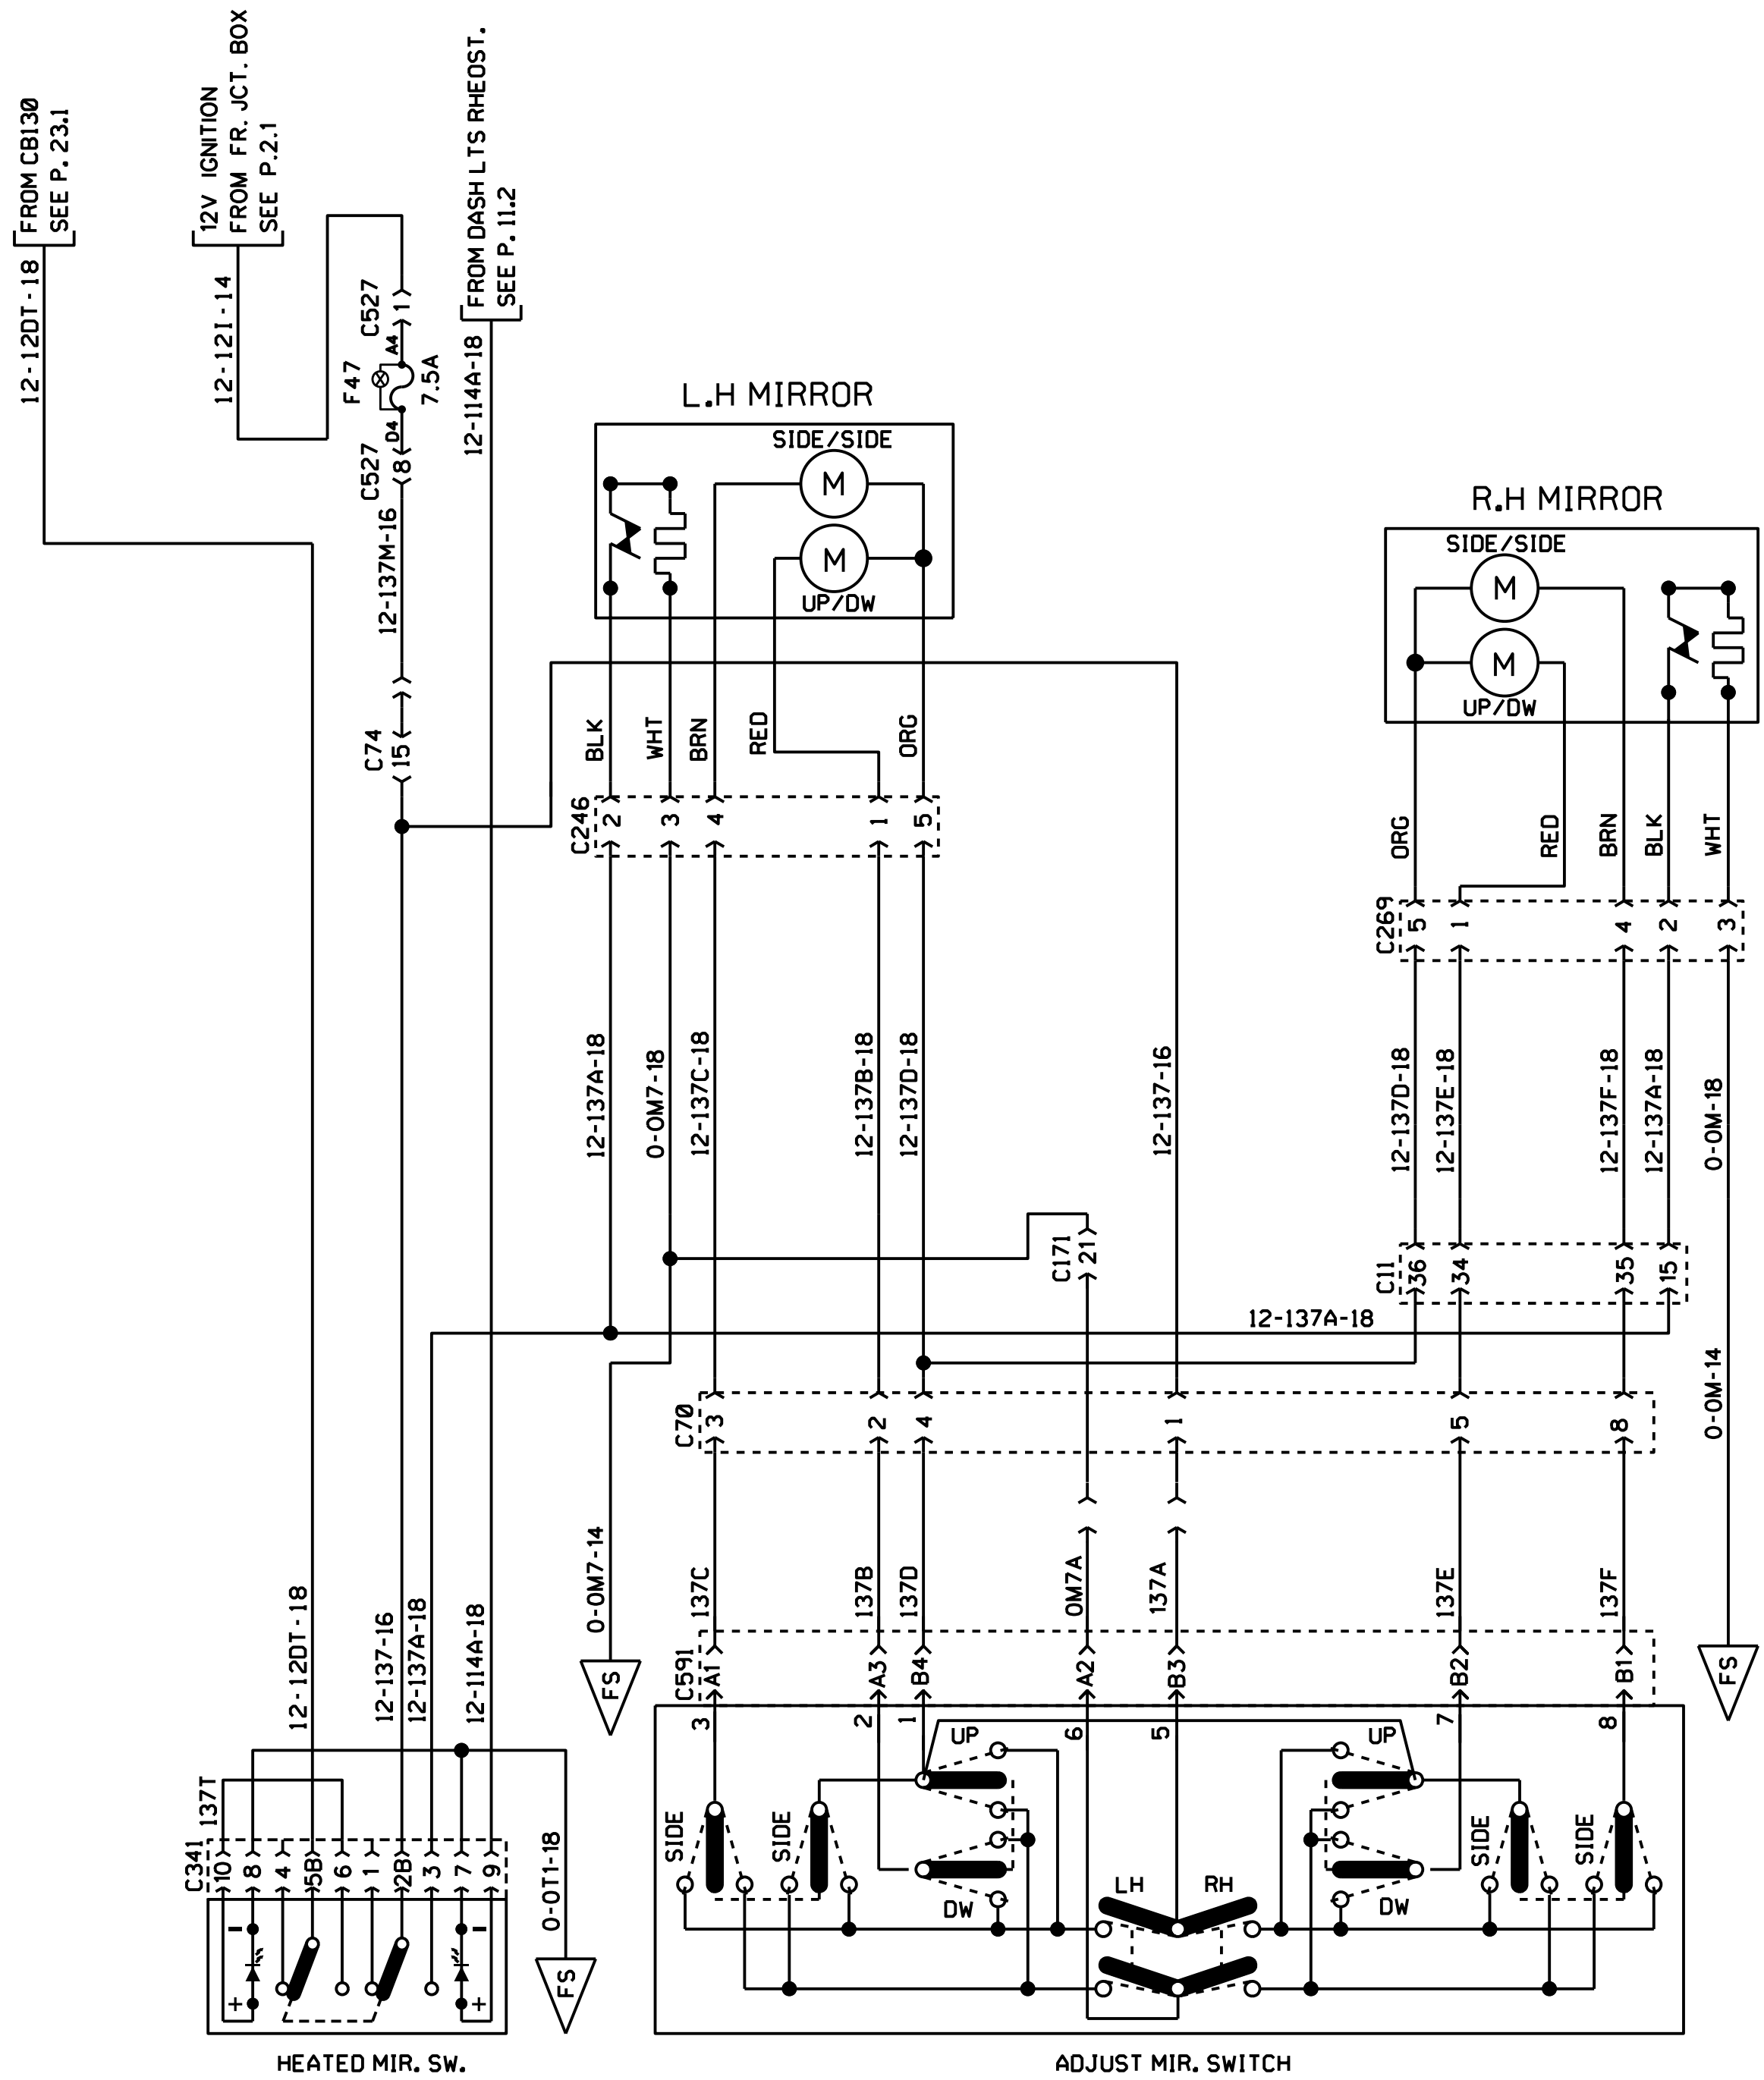 FROM CB130
SEE P. 23.1
12-12DT-18
12V IGNITION
FROM FR. JCT. BOX
SEE P.2.1
12-12I-14
C527
1
A4
F47
7.5A
D4
C527
8
12-137M-16
C74
15
FROM DASH LTS RHEOST.
SEE P. 11.2
12-114A-18
L.H MIRROR
SIDE/SIDE
M
M
UP/DW
BLK
WHT
BRN
RED
ORG
C246
2
3
4
1
5
R.H MIRROR
SIDE/SIDE
M
M
UP/DW
ORG
RED
BRN
BLK
WHT
C269
5
1
4
2
3
12-137A-18
0-0M7-18
12-137C-18
12-137B-18
12-137D-18
12-137-16
12-137D-18
12-137E-18
12-137F-18
12-137A-18
0-0M-18
C171
21
C11
36
34
35
15
12-137A-18
0-0M-14
C70
3
2
4
1
5
8
12-12DT-18
12-137-16
12-137A-18
12-114A-18
0-0M7-14
FS
137C
137B
137D
0M7A
137A
137E
137F
C591
A1
A3
B4
A2
B3
B2
B1
FS
3
2
1
6
5
7
8
UP
UP
SIDE
SIDE
SIDE
SIDE
DW
DW
LH
RH
137T
C341
10
8
4
5B
6
1
2B
3
7
9
0-0T1-18
FS
-
-
+
+
HEATED MIR. SW.
ADJUST MIR. SWITCH